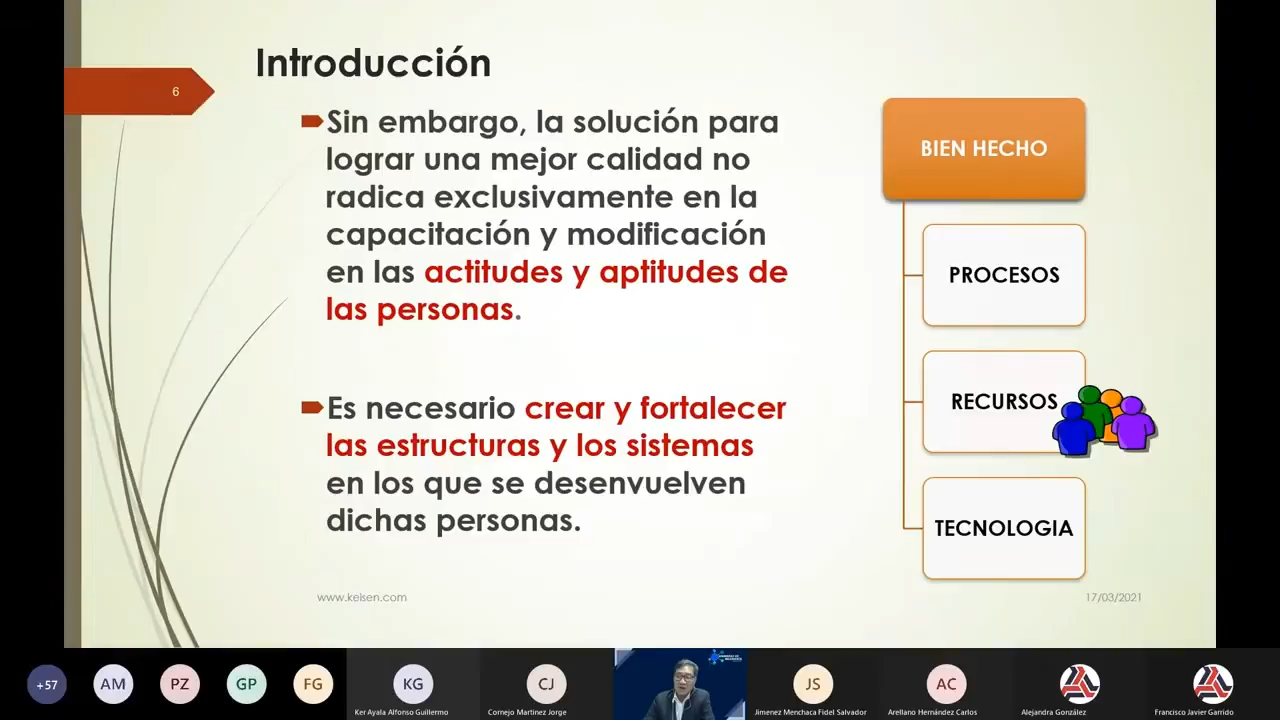 Introducción
6
Sin embargo, la solución para
lograr una mejor calidad no
radica exclusivamente en la
capacitación y modificación
en las actitudes y aptitudes de
las personas.
Es necesario crear y fortalecer
las estructuras y los sistemas
en los que se desenvuelven
dichas personas.
BIEN HECHO
PROCESOS
RECURSOS
TECNOLOGIA
www.kelsen.com
17/03/2021
+57
AM
PZ
GP
FG
KG
Ker Ayala Alfonso Guillermo
CJ
Cornejo Martinez Jorge
JS
Jimenez Menchaca Fidel Salvador
AC
Arellano Hernández Carlos
Alejandra González
Francisco Javier Garrido